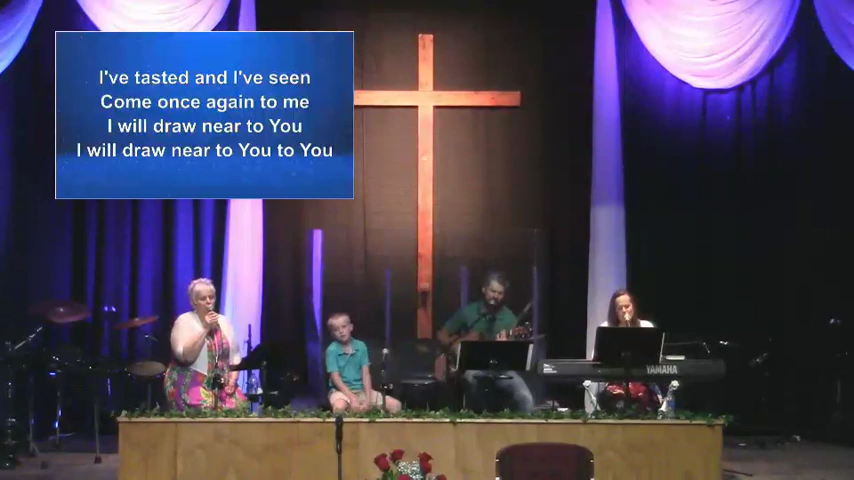 I've tasted and I've seen
Come once again to me
I will draw near to You
I will draw near to You to You
YAMAHA